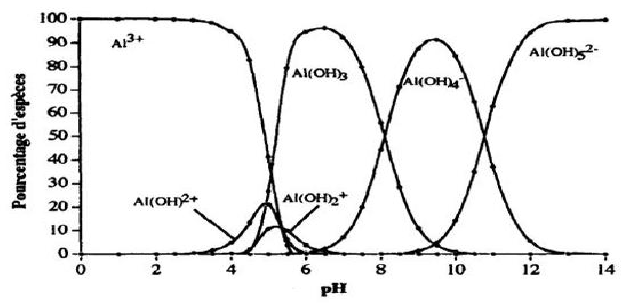 Pourcentage d'espèces
100
90
80
70
60
50
40
30
20
10
0
Al³⁺
Al(OH)₃
Al(OH)₄⁻
Al(OH)₅²⁻
Al(OH)²⁺
Al(OH)₂⁺
0 2 4 6 8 10 12 14
pH